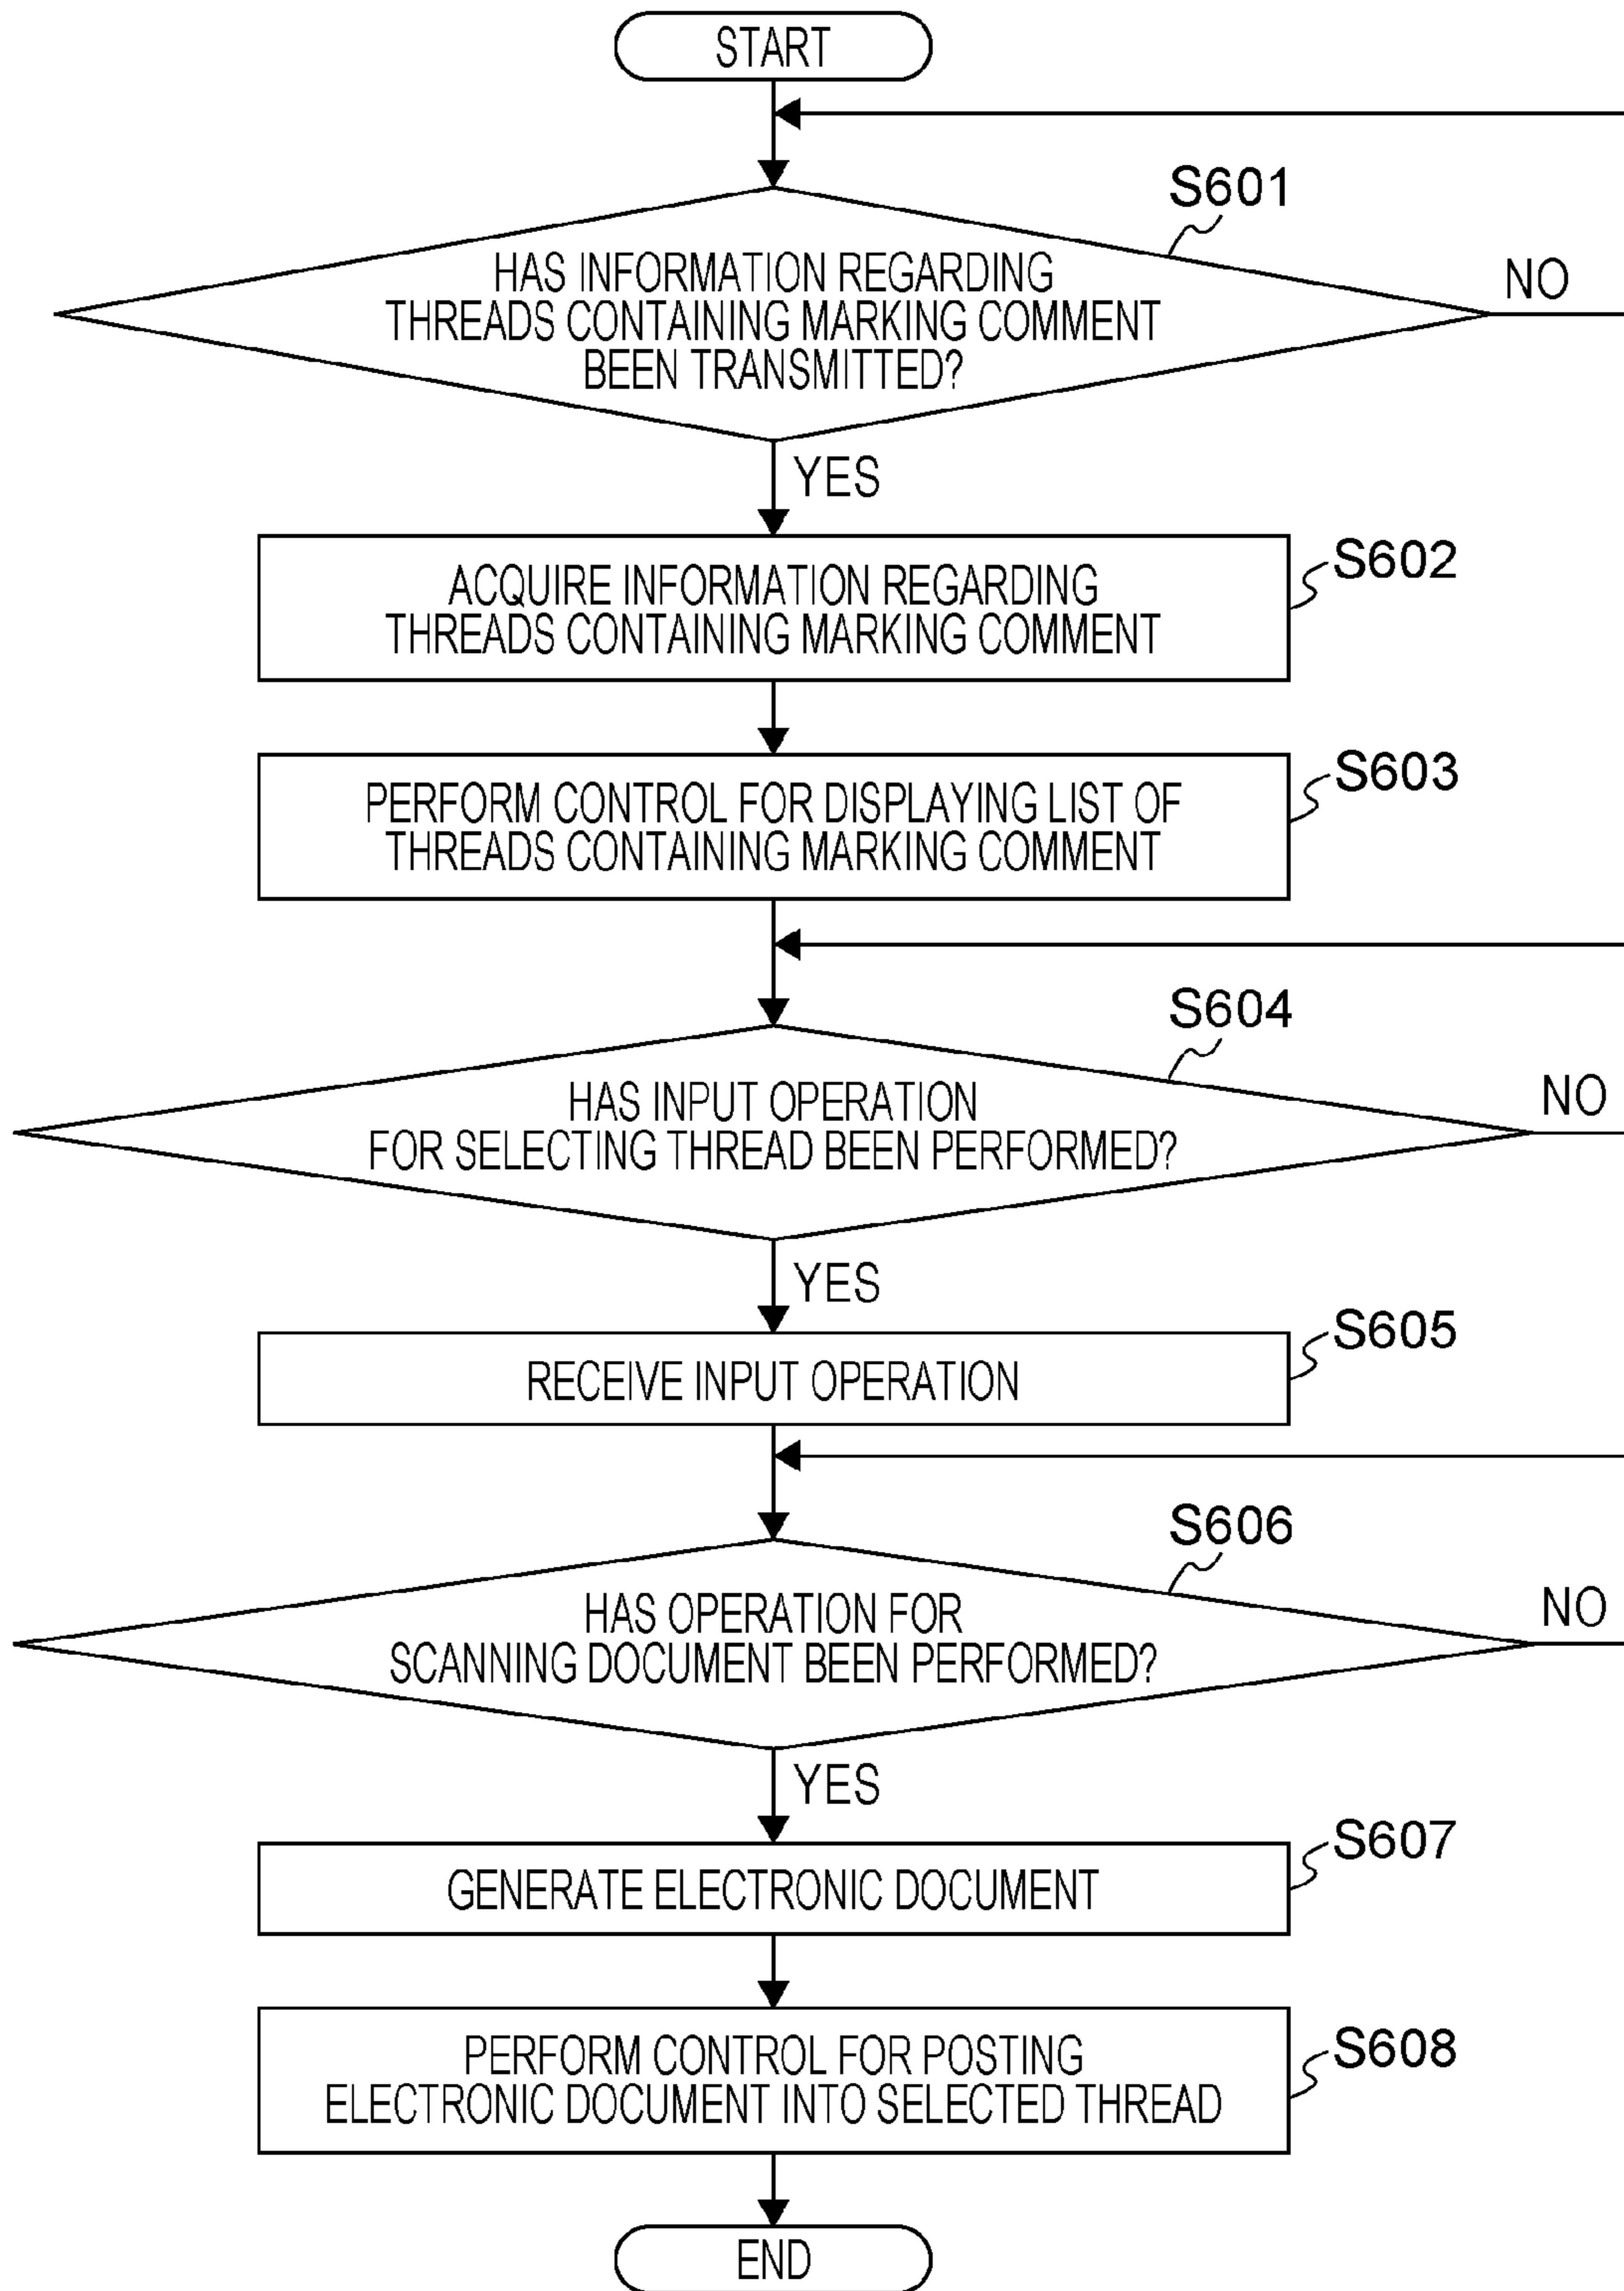 START
S601
HAS INFORMATION REGARDING
THREADS CONTAINING MARKING COMMENT
BEEN TRANSMITTED?
NO
YES
S602
ACQUIRE INFORMATION REGARDING
THREADS CONTAINING MARKING COMMENT
S603
PERFORM CONTROL FOR DISPLAYING LIST OF
THREADS CONTAINING MARKING COMMENT
S604
HAS INPUT OPERATION
FOR SELECTING THREAD BEEN PERFORMED?
NO
YES
S605
RECEIVE INPUT OPERATION
S606
HAS OPERATION FOR
SCANNING DOCUMENT BEEN PERFORMED?
NO
YES
S607
GENERATE ELECTRONIC DOCUMENT
S608
PERFORM CONTROL FOR POSTING
ELECTRONIC DOCUMENT INTO SELECTED THREAD
END